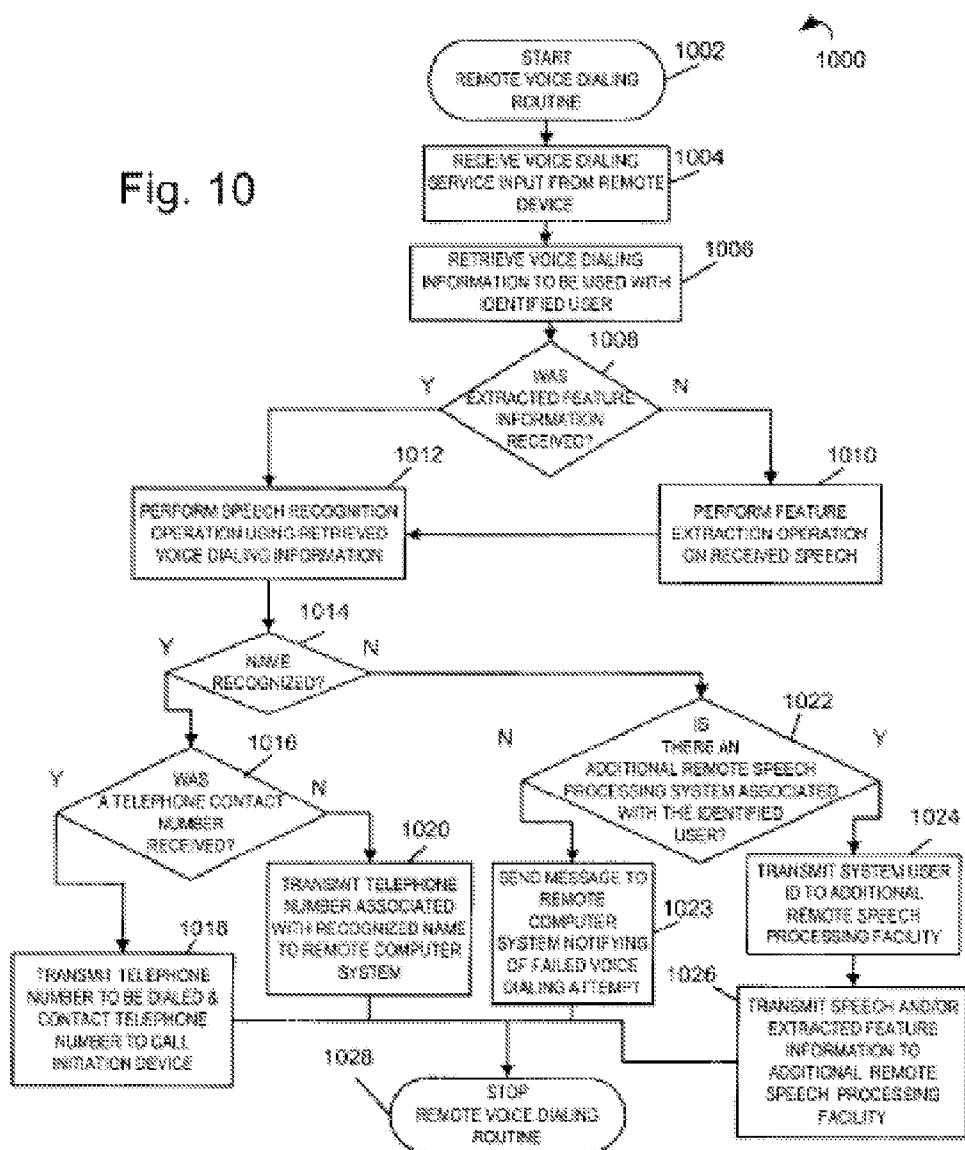 1000
1002
START
REMOTE VOICE DIALING
ROUTINE
Fig. 10
1004
RECEIVE VOICE DIALING
SERVICE INPUT FROM REMOTE
DEVICE
1006
RETRIEVE VOICE DIALING
INFORMATION TO BE USED WITH
IDENTIFIED USER
1008
Y
N
WAS
EXTRACTED FEATURE
INFORMATION
RECEIVED?
1012
PERFORM SPEECH RECOGNITION
OPERATION USING RETRIEVED
VOICE DIALING INFORMATION
1010
PERFORM FEATURE
EXTRACTION OPERATION
ON RECEIVED SPEECH
1014
Y
N
NAME
RECOGNIZED?
1016
Y
N
WAS
A TELEPHONE CONTACT
NUMBER
RECEIVED?
1022
N
Y
IS
THERE AN
ADDITIONAL REMOTE SPEECH
PROCESSING SYSTEM ASSOCIATED
WITH THE IDENTIFIED
USER?
1018
TRANSMIT TELEPHONE
NUMBER TO BE DIALED &
CONTACT TELEPHONE
NUMBER TO CALL
INITIATION DEVICE
1020
TRANSMIT TELEPHONE
NUMBER ASSOCIATED
WITH RECOGNIZED NAME
TO REMOTE COMPUTER
SYSTEM
1023
SEND MESSAGE TO
REMOTE
COMPUTER
SYSTEM NOTIFYING
OF FAILED VOICE
DIALING ATTEMPT
1024
TRANSMIT SYSTEM USER
ID TO ADDITIONAL
REMOTE SPEECH
PROCESSING FACILITY
1026
TRANSMIT SPEECH AND/OR
EXTRACTED FEATURE
INFORMATION TO
ADDITIONAL REMOTE
SPEECH PROCESSING
FACILITY
1028
STOP
REMOTE VOICE DIALING
ROUTINE